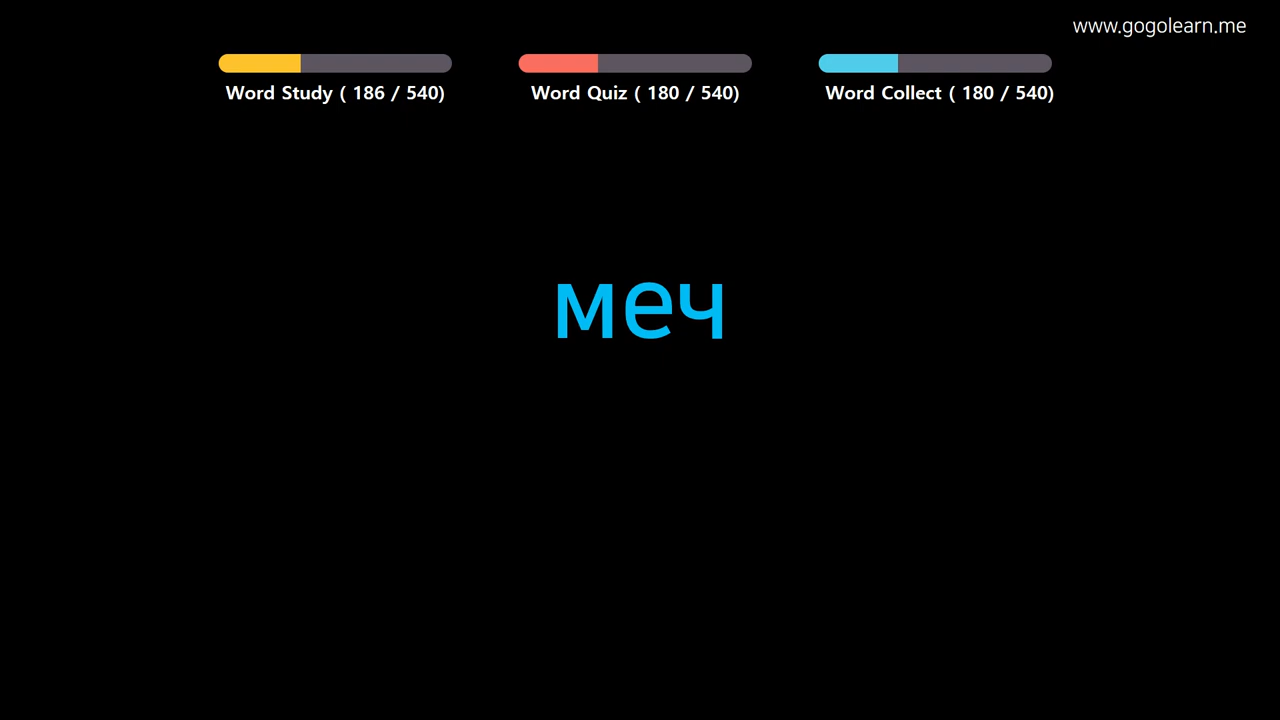 www.gogolearn.me
Word Study ( 186 / 540)
Word Quiz ( 180 / 540)
Word Collect ( 180 / 540)
меч